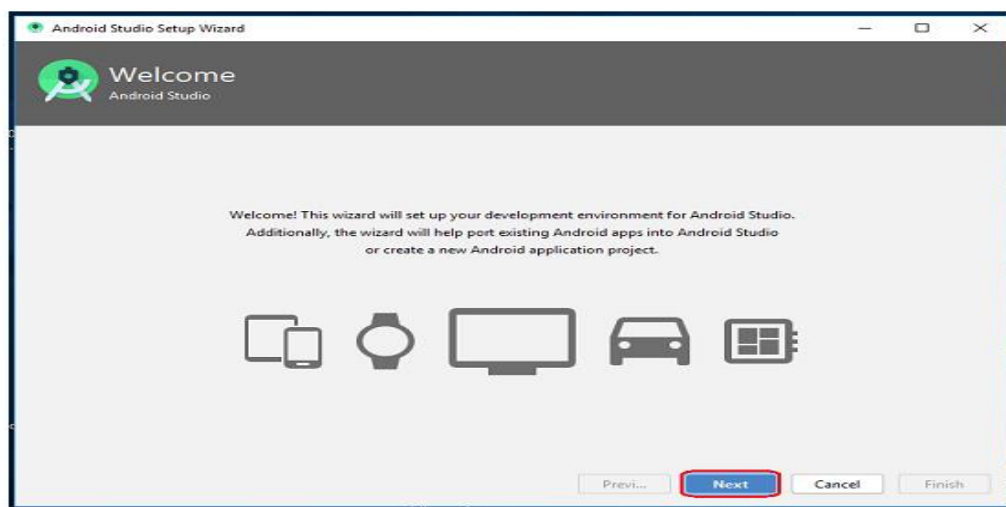 Android Studio Setup Wizard
Welcome
Android Studio
Welcome! This wizard will set up your development environment for Android Studio.
Additionally, the wizard will help port existing Android apps into Android Studio
or create a new Android application project.
Previ... Next Cancel Finish